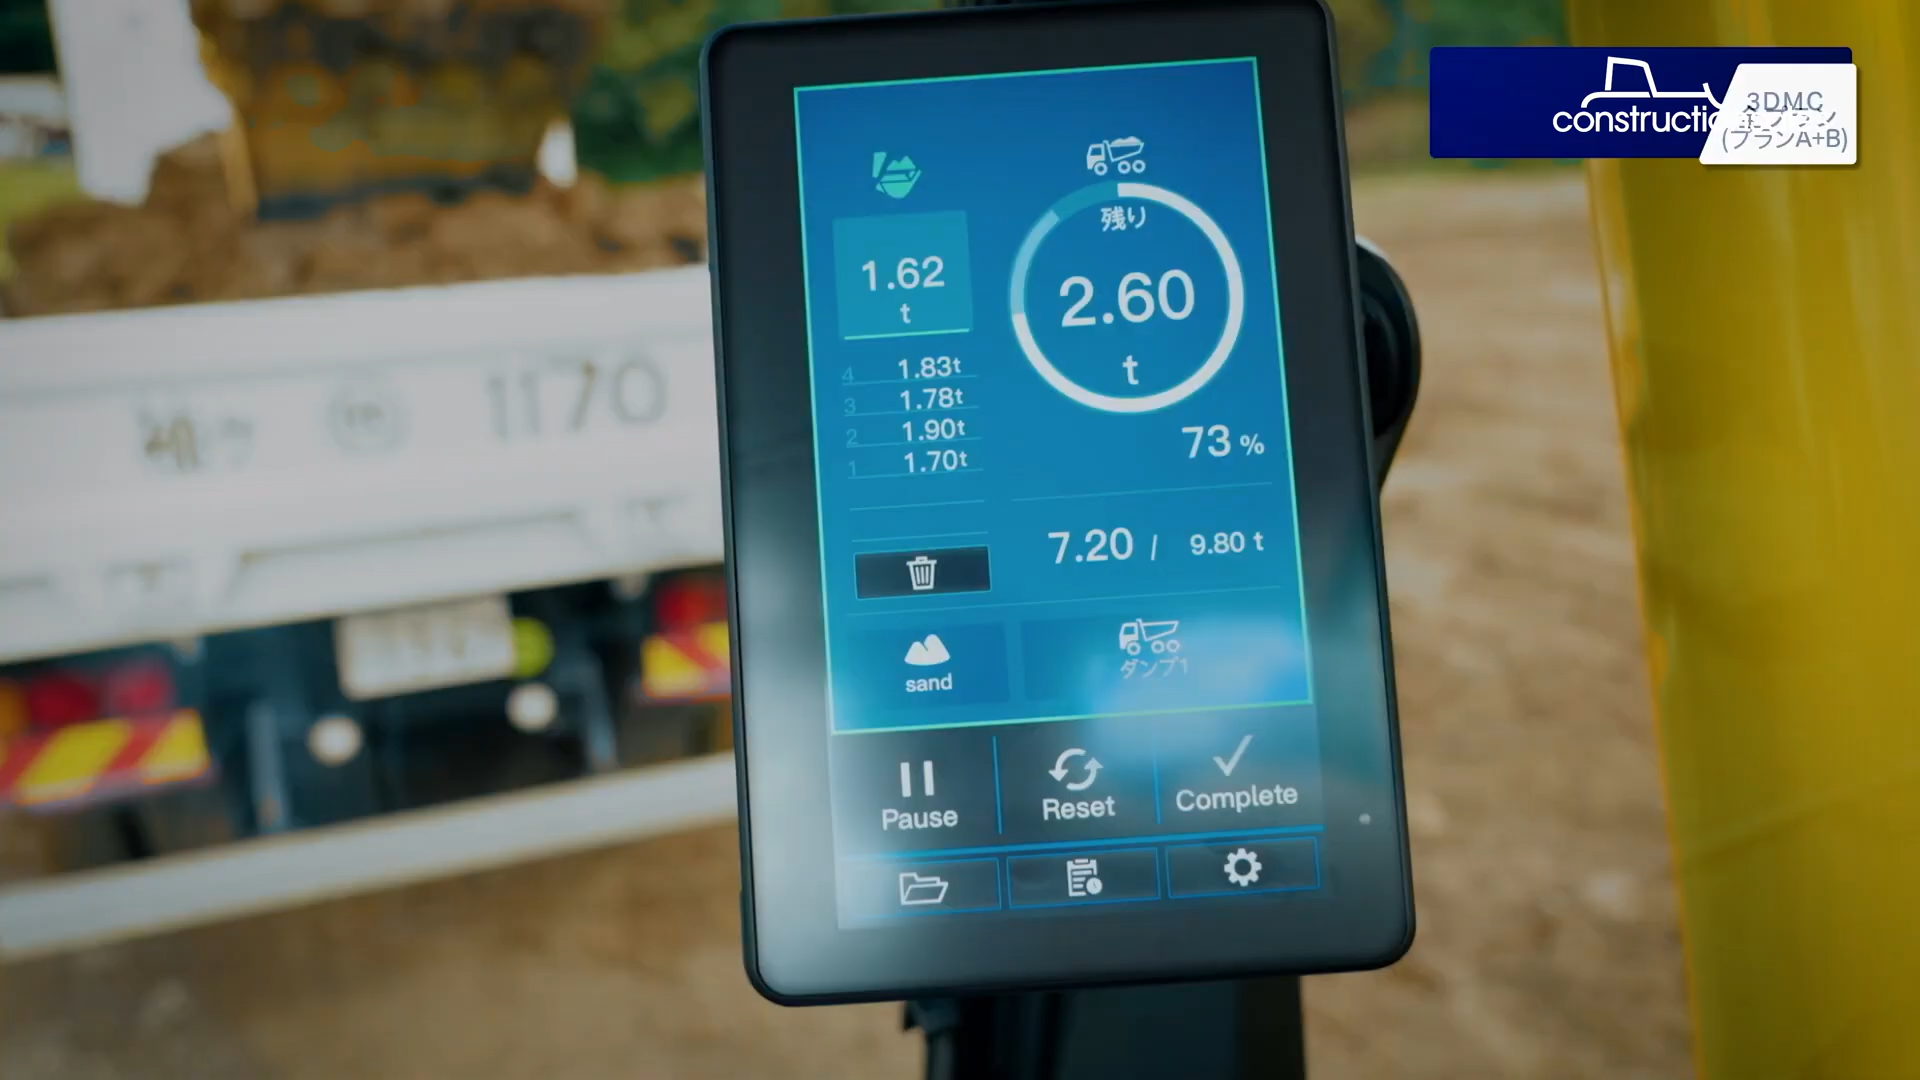 3DMC
(プランA+B)
残り
1.62
t
2.60
t
4 1.83t
3 1.78t
2 1.90t
1 1.70t
73 %
7.20 / 9.80 t
sand
ダンプ1
Pause
Reset
Complete
1170